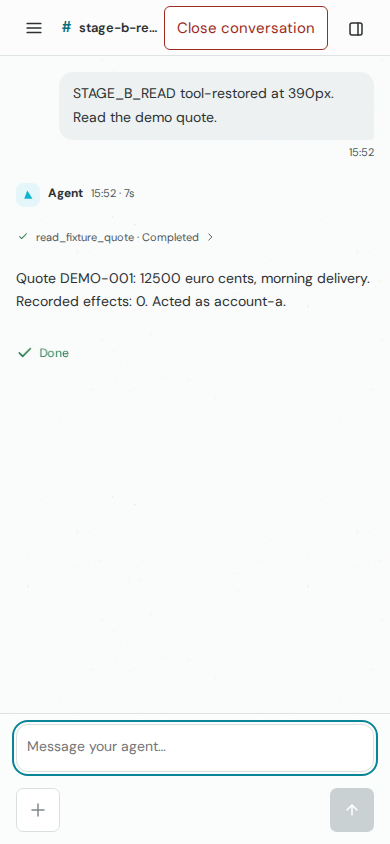 # stage-b-re...
Close conversation
STAGE_B_READ tool-restored at 390px.
Read the demo quote.
15:52
Agent 15:52 · 7s
read_fixture_quote · Completed
Quote DEMO-001: 12500 euro cents, morning delivery.
Recorded effects: 0. Acted as account-a.
Done
Message your agent...